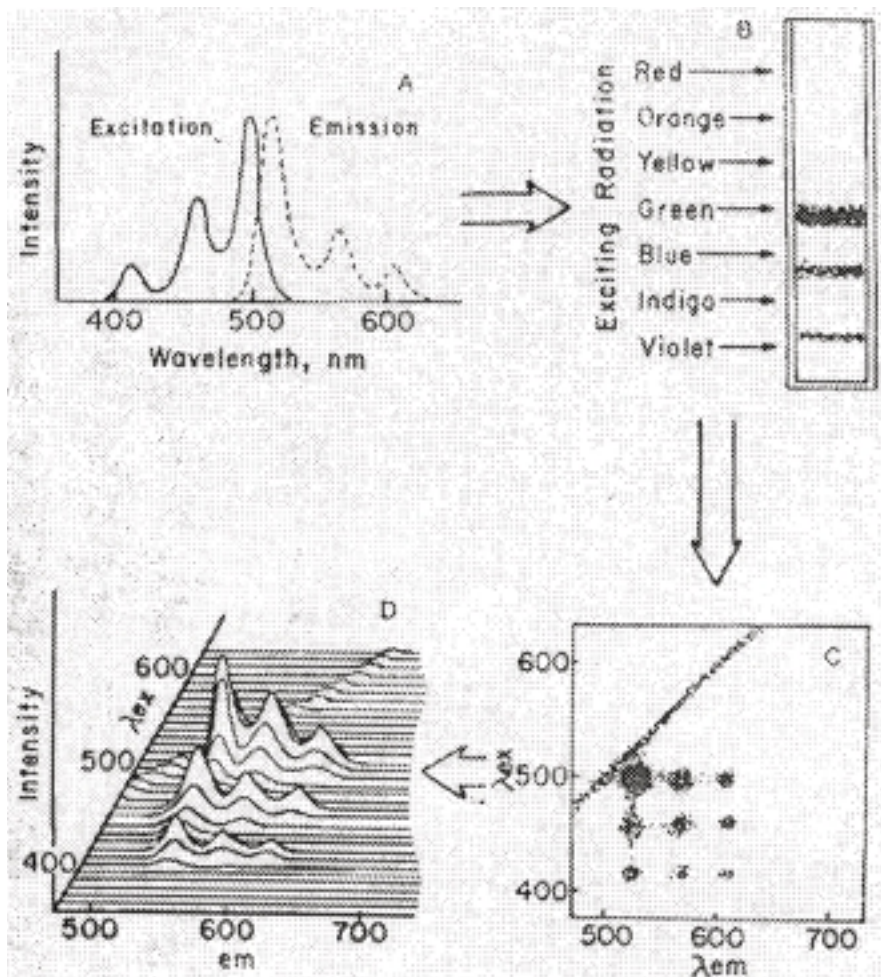 A
Excitation
Emission
Intensity
400
500
600
Wavelength, nm
B
Exciting Radiation
Red
Orange
Yellow
Green
Blue
Indigo
Violet
D
Intensity
λex
600
500
400
500
600
700
em
C
λex
600
500
400
500
600
700
λem